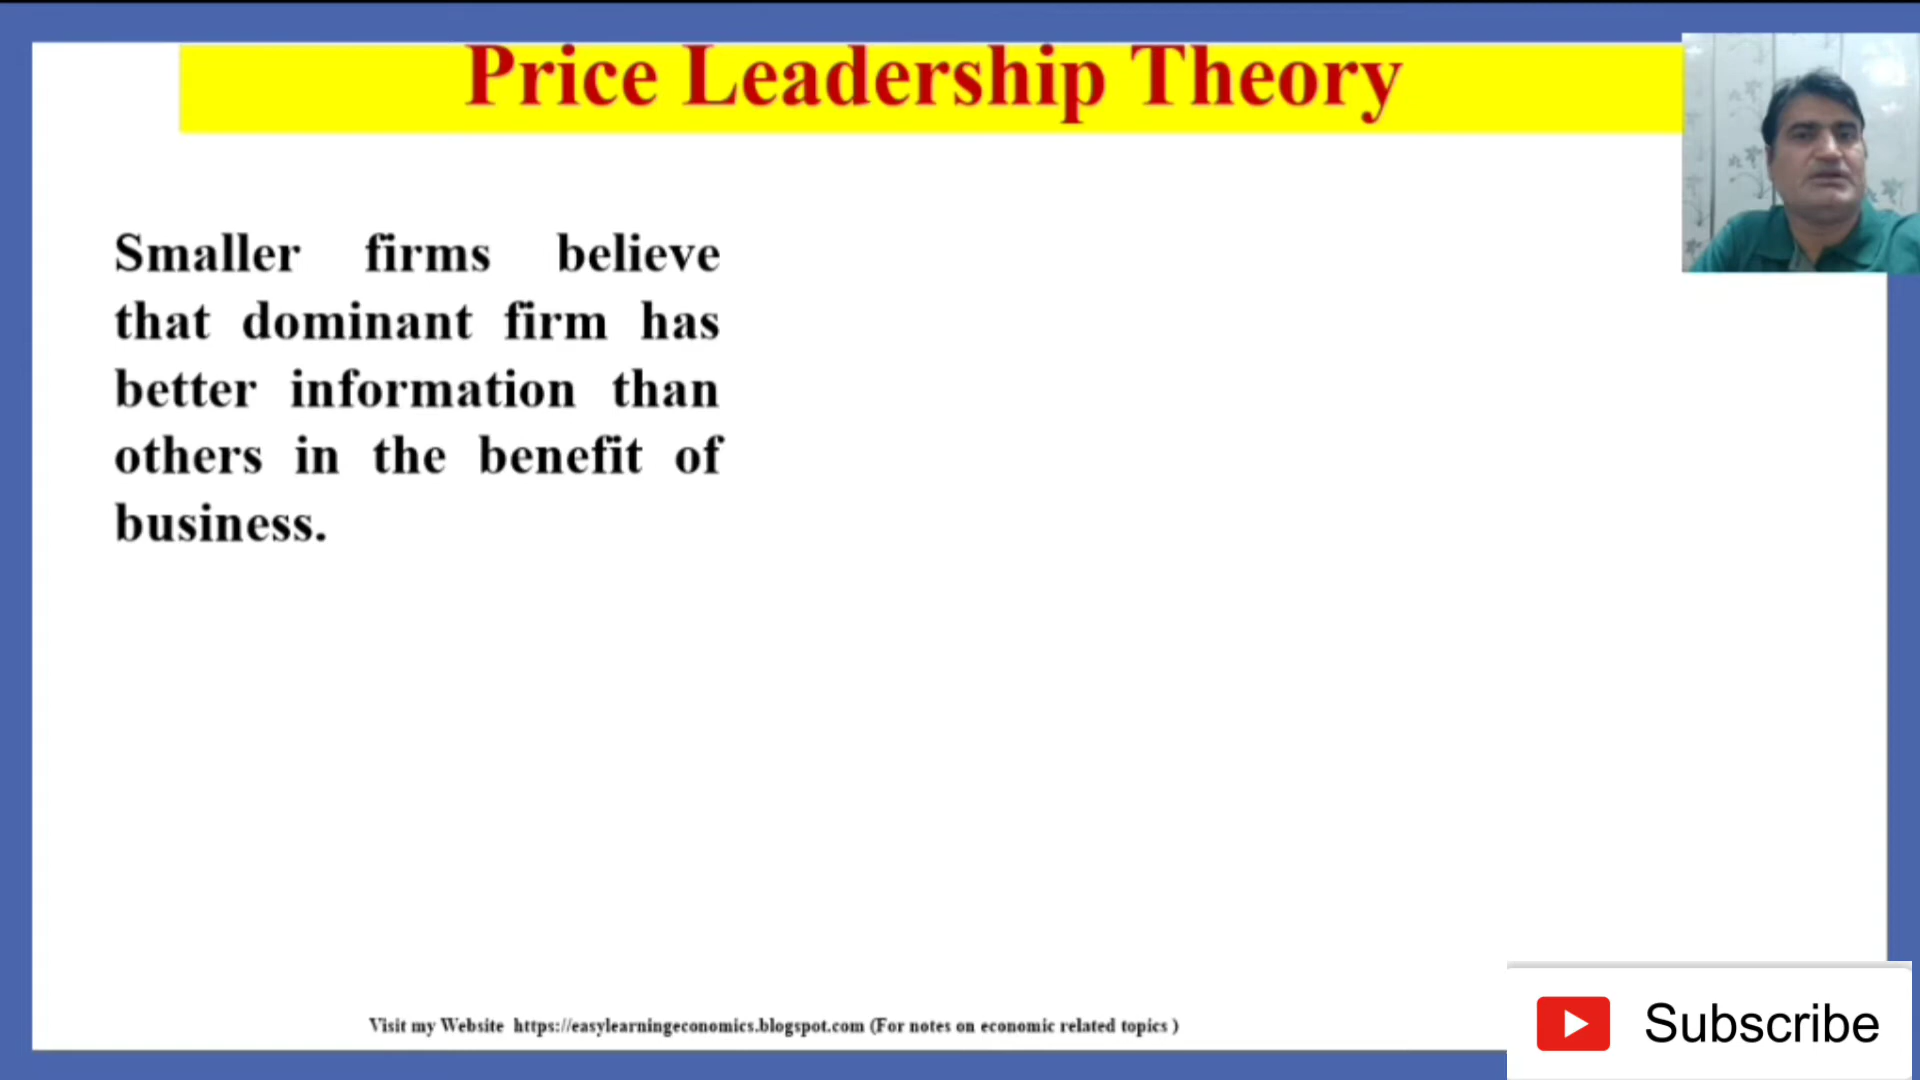 Price Leadership Theory
Smaller firms believe
that dominant firm has
better information than
others in the benefit of
business.
Visit my Website https://easylearningeconomics.blogspot.com (For notes on economic related topics )
Subscribe